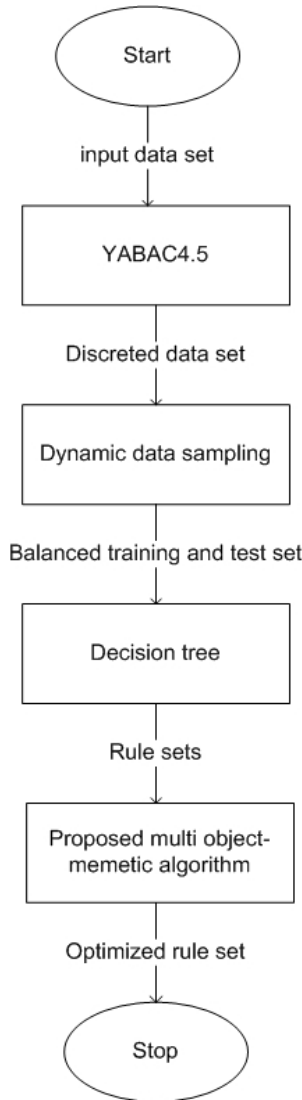 Start
input data set
YABAC4.5
Discreted data set
Dynamic data sampling
Balanced training and test set
Decision tree
Rule sets
Proposed multi object-
memetic algorithm
Optimized rule set
Stop